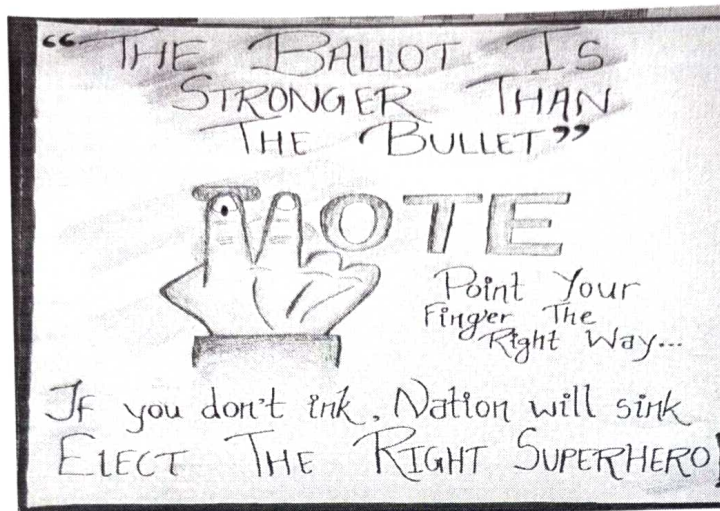 “THE BALLOT IS
STRONGER THAN
THE BULLET”
VOTE
Point Your
Finger The
Right Way...
If you don't ink, Nation will sink
ELECT THE RIGHT SUPERHERO!